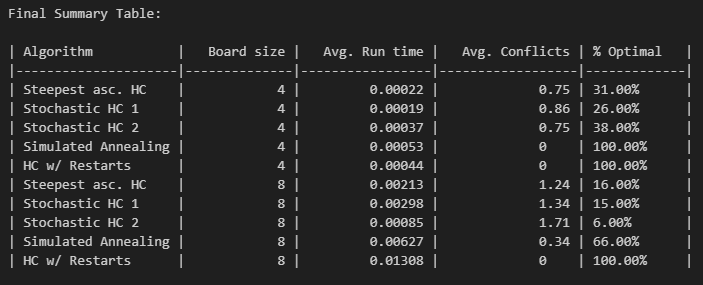 Final Summary Table:
| Algorithm           |   Board size |   Avg. Run time |   Avg. Conflicts | % Optimal   |
|---------------------|--------------|-----------------|------------------|-------------|
| Steepest asc. HC    |            4 |         0.00022 |             0.75 | 31.00%      |
| Stochastic HC 1     |            4 |         0.00019 |             0.86 | 26.00%      |
| Stochastic HC 2     |            4 |         0.00037 |             0.75 | 38.00%      |
| Simulated Annealing |            4 |         0.00053 |             0    | 100.00%     |
| HC w/ Restarts      |            4 |         0.00044 |             0    | 100.00%     |
| Steepest asc. HC    |            8 |         0.00213 |             1.24 | 16.00%      |
| Stochastic HC 1     |            8 |         0.00298 |             1.34 | 15.00%      |
| Stochastic HC 2     |            8 |         0.00085 |             1.71 | 6.00%       |
| Simulated Annealing |            8 |         0.00627 |             0.34 | 66.00%      |
| HC w/ Restarts      |            8 |         0.01308 |             0    | 100.00%     |